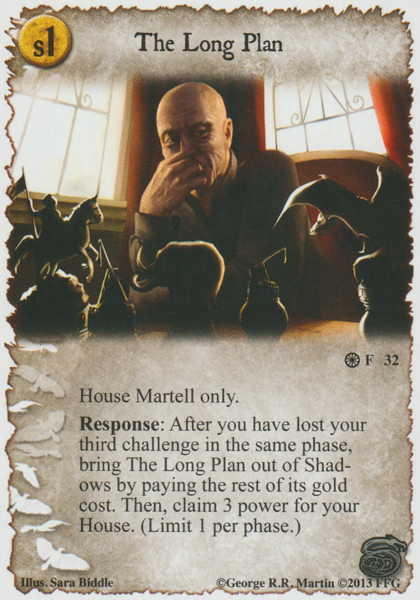 s1
The Long Plan
F 32
House Martell only.
Response: After you have lost your
third challenge in the same phase,
bring The Long Plan out of Shad-
ows by paying the rest of its gold
cost. Then, claim 3 power for your
House. (Limit 1 per phase.)
Illus. Sara Biddle
©George R.R. Martin ©2013 FFG